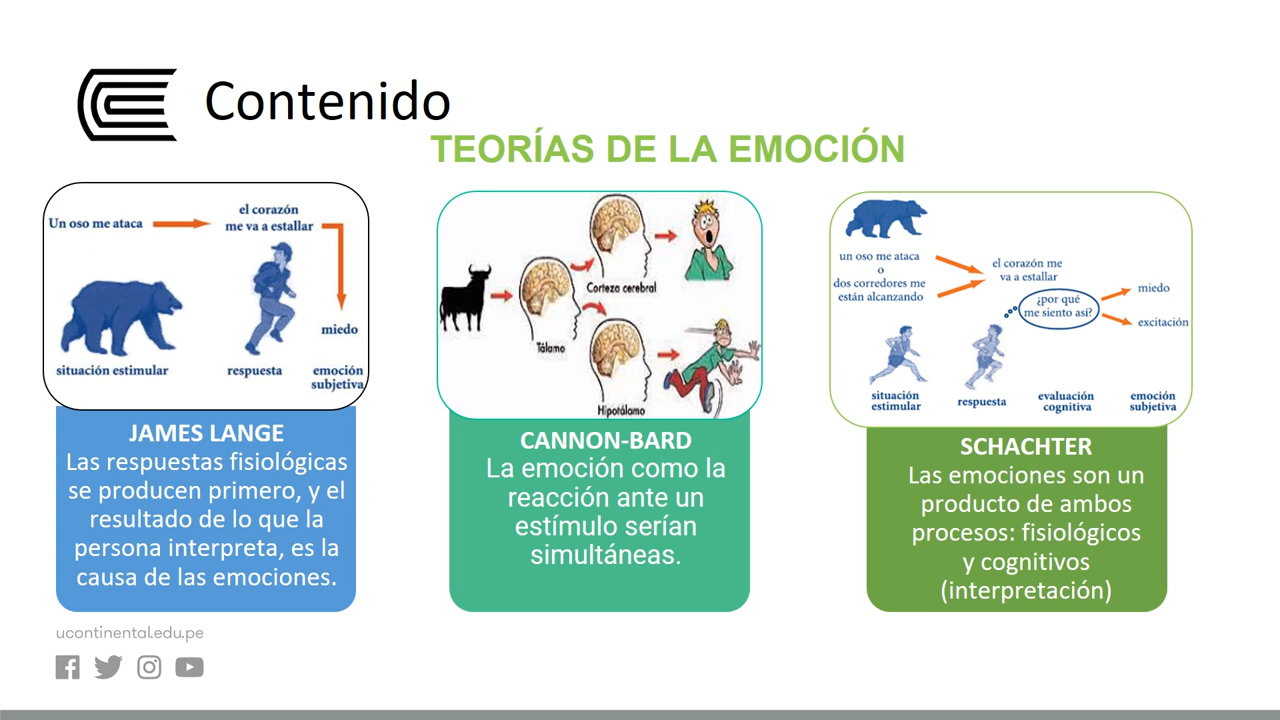 Contenido
TEORÍAS DE LA EMOCIÓN
Un oso me ataca
el corazón
me va a estallar
miedo
situación estimular
respuesta
emoción
subjetiva
JAMES LANGE
Las respuestas fisiológicas
se producen primero, y el
resultado de lo que la
persona interpreta, es la
causa de las emociones.
Corteza cerebral
Tálamo
Hipotálamo
CANNON-BARD
La emoción como la
reacción ante un
estímulo serían
simultáneas.
un oso me ataca
o
dos corredores me
están alcanzando
el corazón me
va a estallar
¿por qué
me siento así?
miedo
excitación
situación
estimular
respuesta
evaluación
cognitiva
emoción
subjetiva
SCHACHTER
Las emociones son un
producto de ambos
procesos: fisiológicos
y cognitivos
(interpretación)
ucontinental.edu.pe